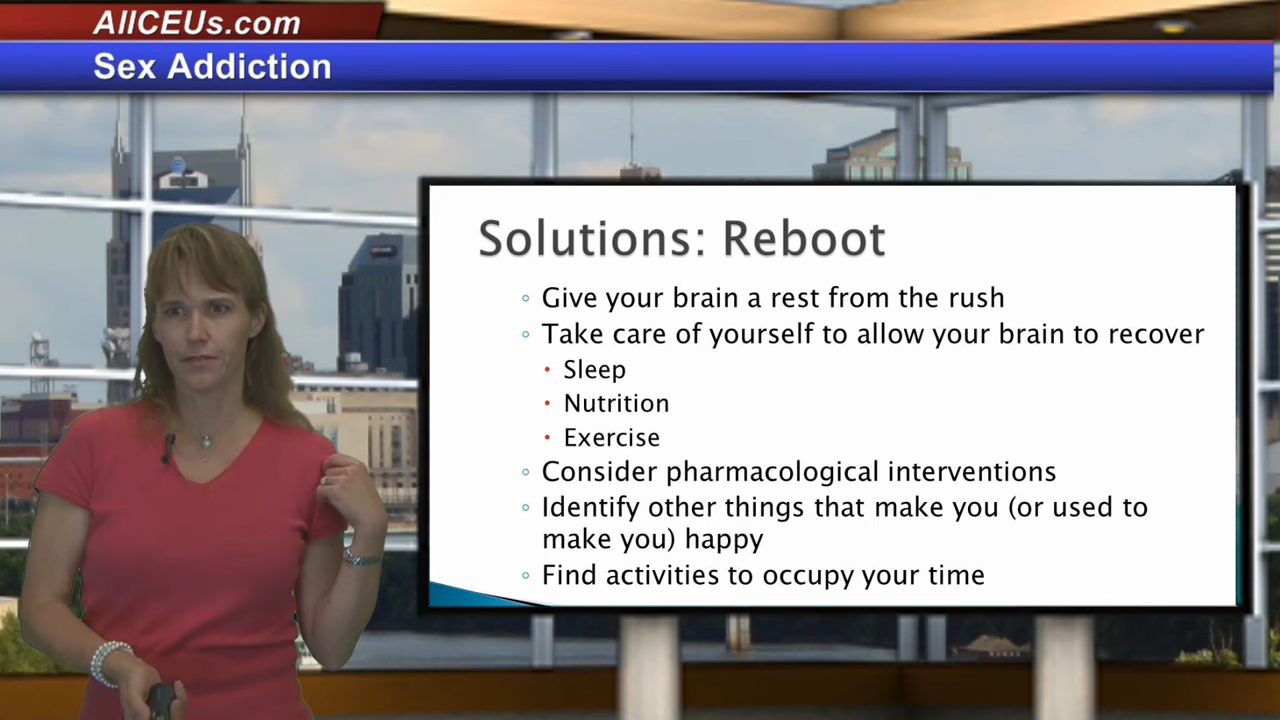 AllCEUs.com
Sex Addiction
Solutions: Reboot
Give your brain a rest from the rush
Take care of yourself to allow your brain to recover
Sleep
Nutrition
Exercise
Consider pharmacological interventions
Identify other things that make you (or used to
make you) happy
Find activities to occupy your time